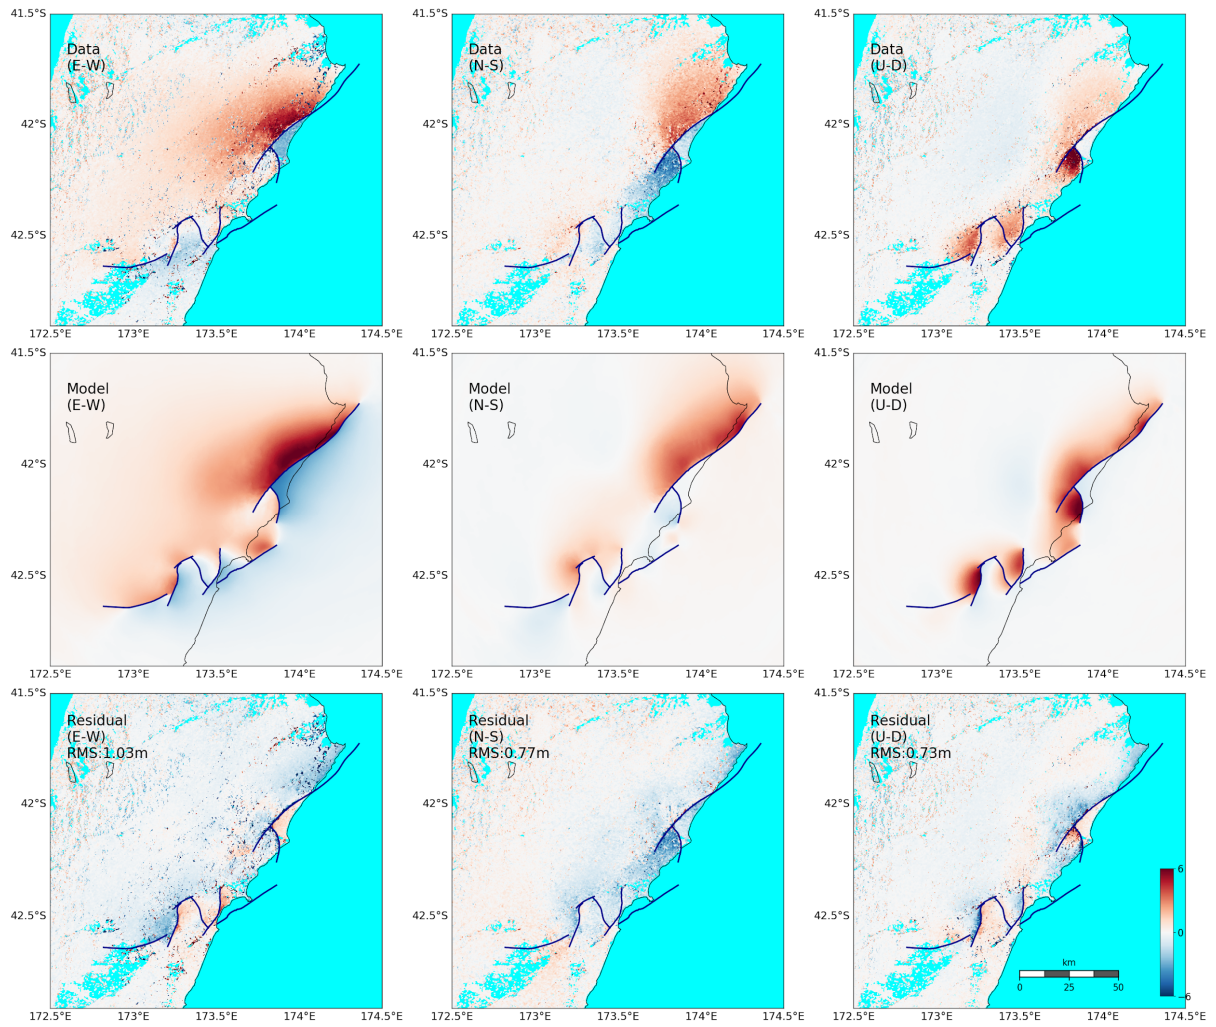 41.5°S
42°S
42.5°S
172.5°E
173°E
173.5°E
174°E
174.5°E
Data
(E-W)
41.5°S
42°S
42.5°S
172.5°E
173°E
173.5°E
174°E
174.5°E
Data
(N-S)
41.5°S
42°S
42.5°S
172.5°E
173°E
173.5°E
174°E
174.5°E
Data
(U-D)
41.5°S
42°S
42.5°S
172.5°E
173°E
173.5°E
174°E
174.5°E
Model
(E-W)
41.5°S
42°S
42.5°S
172.5°E
173°E
173.5°E
174°E
174.5°E
Model
(N-S)
41.5°S
42°S
42.5°S
172.5°E
173°E
173.5°E
174°E
174.5°E
Model
(U-D)
41.5°S
42°S
42.5°S
172.5°E
173°E
173.5°E
174°E
174.5°E
Residual
(E-W)
RMS:1.03m
41.5°S
42°S
42.5°S
172.5°E
173°E
173.5°E
174°E
174.5°E
Residual
(N-S)
RMS:0.77m
41.5°S
42°S
42.5°S
172.5°E
173°E
173.5°E
174°E
174.5°E
Residual
(U-D)
RMS:0.73m
6
0
−6
km
0
25
50